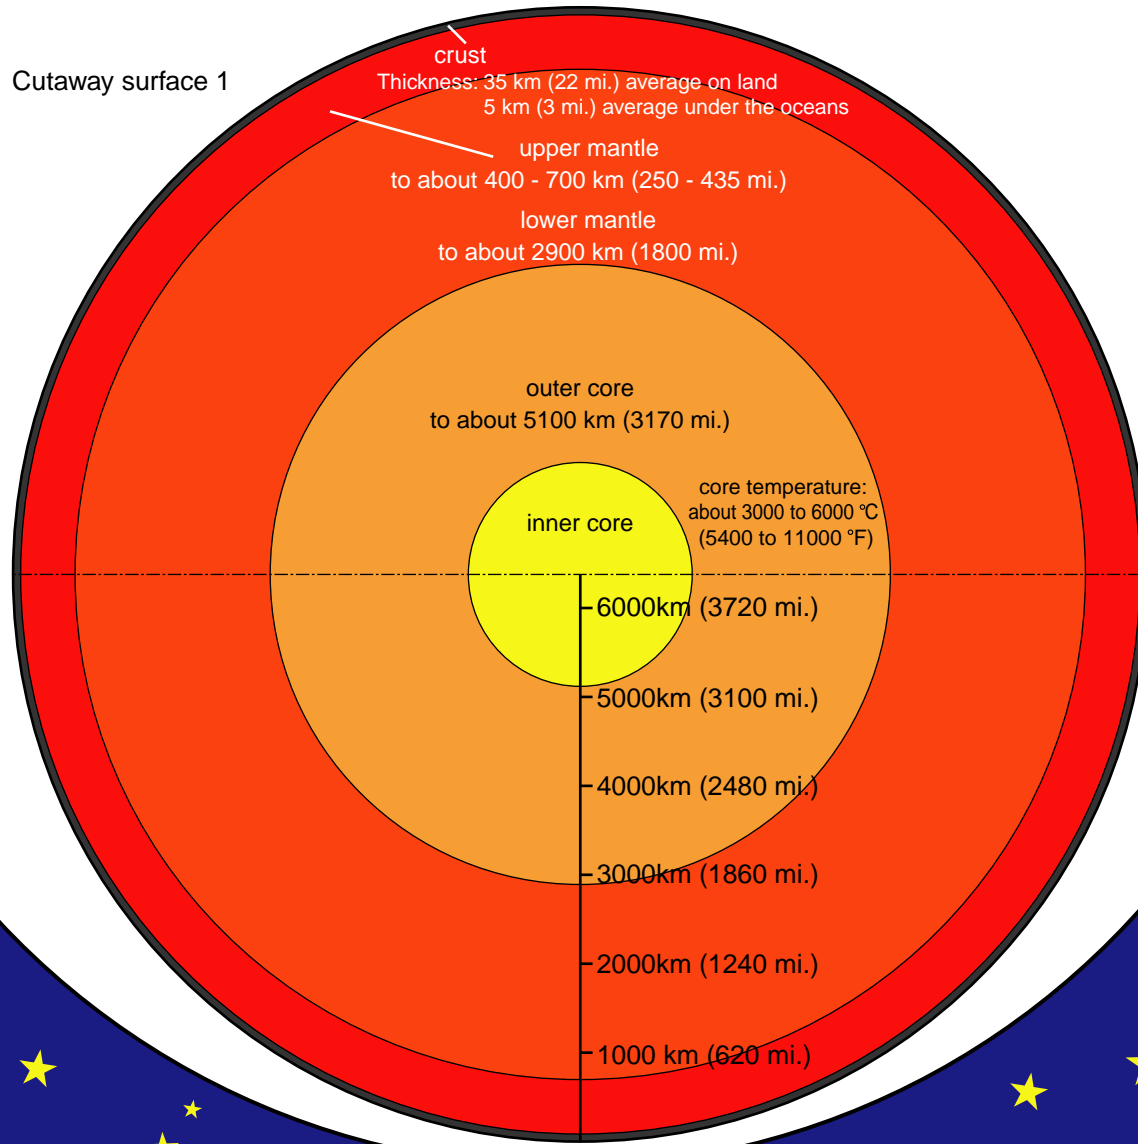 Cutaway surface 1
crust
Thickness: 35 km (22 mi.) average on land
5 km (3 mi.) average under the oceans
upper mantle
to about 400 - 700 km (250 - 435 mi.)
lower mantle
to about 2900 km (1800 mi.)
outer core
to about 5100 km (3170 mi.)
core temperature:
about 3000 to 6000 °C
(5400 to 11000 °F)
inner core
6000km (3720 mi.)
5000km (3100 mi.)
4000km (2480 mi.)
3000km (1860 mi.)
2000km (1240 mi.)
1000 km (620 mi.)